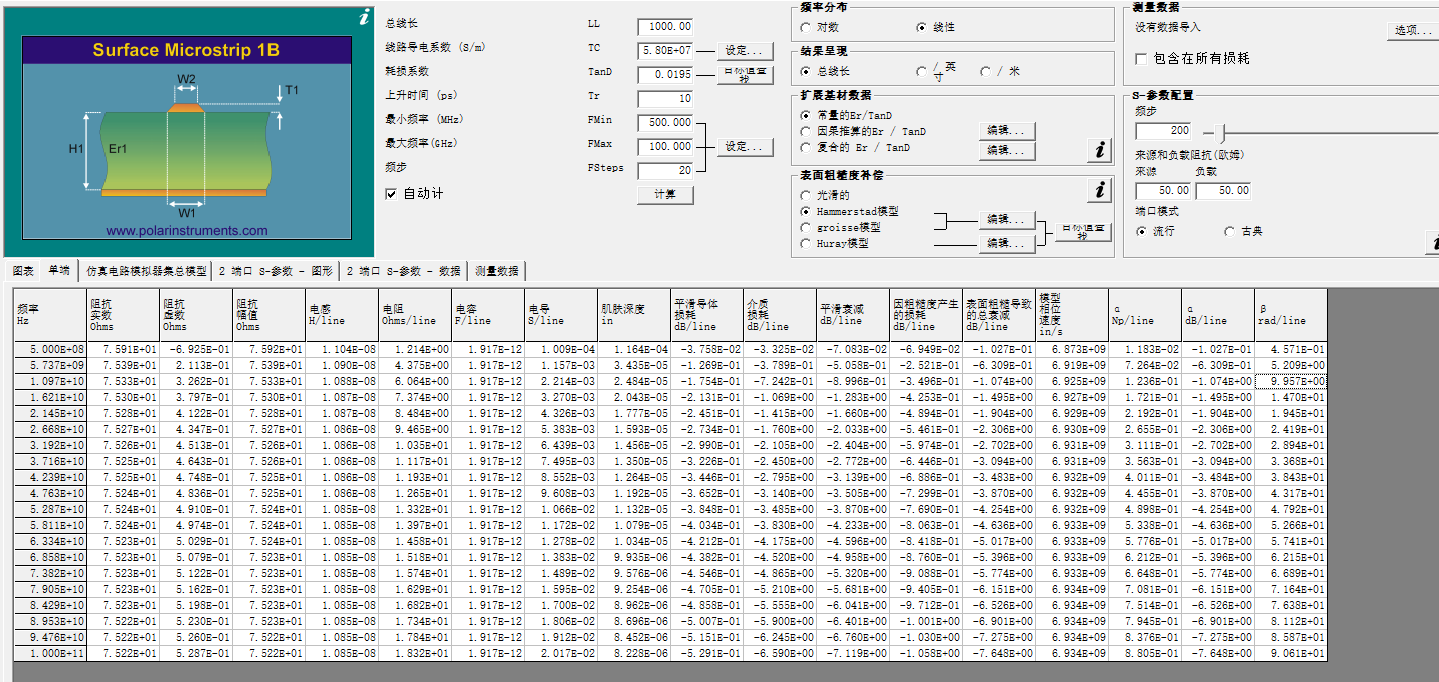 Surface Microstrip 1B
W2
T1
H1
Er1
W1
www.polarinstruments.com
i
总线长 LL 1000.00
线路导电系数 (S/m) TC 5.80E+07 设定...
耗损系数 TanD 0.0195 目标值查找
上升时间 (ps) Tr 10
最小频率 (MHz) FMin 500.000
最大频率(GHz) FMax 100.000 设定...
频步 FSteps 20
自动计 计算
频率分布
对数 线性
结果呈现
总线长 / 英寸 / 米
扩展基材数据
常量的Er/TanD
因果推算的Er / TanD 编辑...
复合的 Er / TanD 编辑...
i
表面粗糙度补偿
光滑的
Hammerstad模型 编辑...
groisse模型 目标值查找
Huray模型 编辑...
i
测量数据
没有数据导入 选项...
包含在所有损耗
S-参数配置
频步
200
来源和负载阻抗(欧姆)
来源 负载
50.00 50.00
端口模式
流行 古典
图表 单端 仿真电路模拟器集总模型 2 端口 S-参数 - 图形 2 端口 S-参数 - 数据 测量数据
频率 Hz 阻抗 实数 Ohms 阻抗 虚数 Ohms 阻抗 幅值 Ohms 电感 H/line 电阻 Ohms/line 电容 F/line 电导 S/line 肌肤深度 in 平滑导体 损耗 dB/line 介质 损耗 dB/line 平滑衰减 dB/line 因粗糙度产生的损耗 dB/line 表面粗糙导致的总衰减 dB/line 模型 相位 速度 in/s α Np/line α dB/line β rad/line
5.000E+08 7.591E+01 -6.925E-01 7.592E+01 1.104E-08 1.214E+00 1.917E-12 1.009E-04 1.164E-04 -3.758E-02 -3.325E-02 -7.083E-02 -6.949E-02 -1.027E-01 6.873E+09 1.183E-02 -1.027E-01 4.571E-01
5.737E+09 7.539E+01 2.113E-01 7.539E+01 1.090E-08 4.375E+00 1.917E-12 1.157E-03 3.435E-05 -1.269E-01 -3.789E-01 -5.058E-01 -2.521E-01 -6.309E-01 6.919E+09 7.264E-02 -6.309E-01 5.209E+00
1.097E+10 7.533E+01 3.262E-01 7.533E+01 1.088E-08 6.064E+00 1.917E-12 2.214E-03 2.484E-05 -1.754E-01 -7.242E-01 -8.996E-01 -3.496E-01 -1.074E+00 6.925E+09 1.236E-01 -1.074E+00 9.957E+00
1.621E+10 7.530E+01 3.797E-01 7.530E+01 1.087E-08 7.374E+00 1.917E-12 3.270E-03 2.043E-05 -2.131E-01 -1.069E+00 -1.283E+00 -4.253E-01 -1.495E+00 6.927E+09 1.721E-01 -1.495E+00 1.470E+01
2.145E+10 7.528E+01 4.122E-01 7.528E+01 1.087E-08 8.484E+00 1.917E-12 4.326E-03 1.777E-05 -2.451E-01 -1.415E+00 -1.660E+00 -4.894E-01 -1.904E+00 6.929E+09 2.192E-01 -1.904E+00 1.945E+01
2.668E+10 7.527E+01 4.347E-01 7.527E+01 1.086E-08 9.465E+00 1.917E-12 5.383E-03 1.593E-05 -2.734E-01 -1.760E+00 -2.033E+00 -5.461E-01 -2.306E+00 6.930E+09 2.655E-01 -2.306E+00 2.419E+01
3.192E+10 7.526E+01 4.513E-01 7.526E+01 1.086E-08 1.035E+01 1.917E-12 6.439E-03 1.456E-05 -2.990E-01 -2.105E+00 -2.404E+00 -5.974E-01 -2.702E+00 6.931E+09 3.111E-01 -2.702E+00 2.894E+01
3.716E+10 7.525E+01 4.643E-01 7.526E+01 1.086E-08 1.117E+01 1.917E-12 7.495E-03 1.350E-05 -3.226E-01 -2.450E+00 -2.772E+00 -6.446E-01 -3.094E+00 6.931E+09 3.563E-01 -3.094E+00 3.368E+01
4.239E+10 7.525E+01 4.748E-01 7.525E+01 1.086E-08 1.193E+01 1.917E-12 8.552E-03 1.264E-05 -3.446E-01 -2.795E+00 -3.139E+00 -6.886E-01 -3.483E+00 6.932E+09 4.011E-01 -3.484E+00 3.843E+01
4.763E+10 7.524E+01 4.836E-01 7.525E+01 1.086E-08 1.265E+01 1.917E-12 9.608E-03 1.192E-05 -3.652E-01 -3.140E+00 -3.505E+00 -7.299E-01 -3.870E+00 6.932E+09 4.455E-01 -3.870E+00 4.317E+01
5.287E+10 7.524E+01 4.910E-01 7.524E+01 1.085E-08 1.332E+01 1.917E-12 1.066E-02 1.132E-05 -3.848E-01 -3.485E+00 -3.870E+00 -7.690E-01 -4.254E+00 6.932E+09 4.898E-01 -4.254E+00 4.792E+01
5.811E+10 7.524E+01 4.974E-01 7.524E+01 1.085E-08 1.397E+01 1.917E-12 1.172E-02 1.079E-05 -4.034E-01 -3.830E+00 -4.233E+00 -8.063E-01 -4.636E+00 6.933E+09 5.338E-01 -4.636E+00 5.266E+01
6.334E+10 7.523E+01 5.029E-01 7.524E+01 1.085E-08 1.458E+01 1.917E-12 1.278E-02 1.034E-05 -4.212E-01 -4.175E+00 -4.596E+00 -8.418E-01 -5.017E+00 6.933E+09 5.776E-01 -5.017E+00 5.741E+01
6.858E+10 7.523E+01 5.079E-01 7.523E+01 1.085E-08 1.518E+01 1.917E-12 1.383E-02 9.935E-06 -4.382E-01 -4.520E+00 -4.958E+00 -8.760E-01 -5.396E+00 6.933E+09 6.212E-01 -5.396E+00 6.215E+01
7.382E+10 7.523E+01 5.122E-01 7.523E+01 1.085E-08 1.574E+01 1.917E-12 1.489E-02 9.576E-06 -4.546E-01 -4.865E+00 -5.320E+00 -9.088E-01 -5.774E+00 6.933E+09 6.648E-01 -5.774E+00 6.689E+01
7.905E+10 7.523E+01 5.162E-01 7.523E+01 1.085E-08 1.629E+01 1.917E-12 1.595E-02 9.254E-06 -4.705E-01 -5.210E+00 -5.681E+00 -9.405E-01 -6.151E+00 6.934E+09 7.081E-01 -6.151E+00 7.164E+01
8.429E+10 7.523E+01 5.198E-01 7.523E+01 1.085E-08 1.682E+01 1.917E-12 1.700E-02 8.962E-06 -4.858E-01 -5.555E+00 -6.041E+00 -9.712E-01 -6.526E+00 6.934E+09 7.514E-01 -6.526E+00 7.638E+01
8.953E+10 7.522E+01 5.230E-01 7.523E+01 1.085E-08 1.734E+01 1.917E-12 1.806E-02 8.696E-06 -5.007E-01 -5.900E+00 -6.401E+00 -1.001E+00 -6.901E+00 6.934E+09 7.945E-01 -6.901E+00 8.112E+01
9.476E+10 7.522E+01 5.260E-01 7.522E+01 1.085E-08 1.784E+01 1.917E-12 1.912E-02 8.452E-06 -5.151E-01 -6.245E+00 -6.760E+00 -1.030E+00 -7.275E+00 6.934E+09 8.376E-01 -7.275E+00 8.587E+01
1.000E+11 7.522E+01 5.287E-01 7.522E+01 1.085E-08 1.832E+01 1.917E-12 2.017E-02 8.228E-06 -5.291E-01 -6.590E+00 -7.119E+00 -1.058E+00 -7.648E+00 6.934E+09 8.805E-01 -7.648E+00 9.061E+01